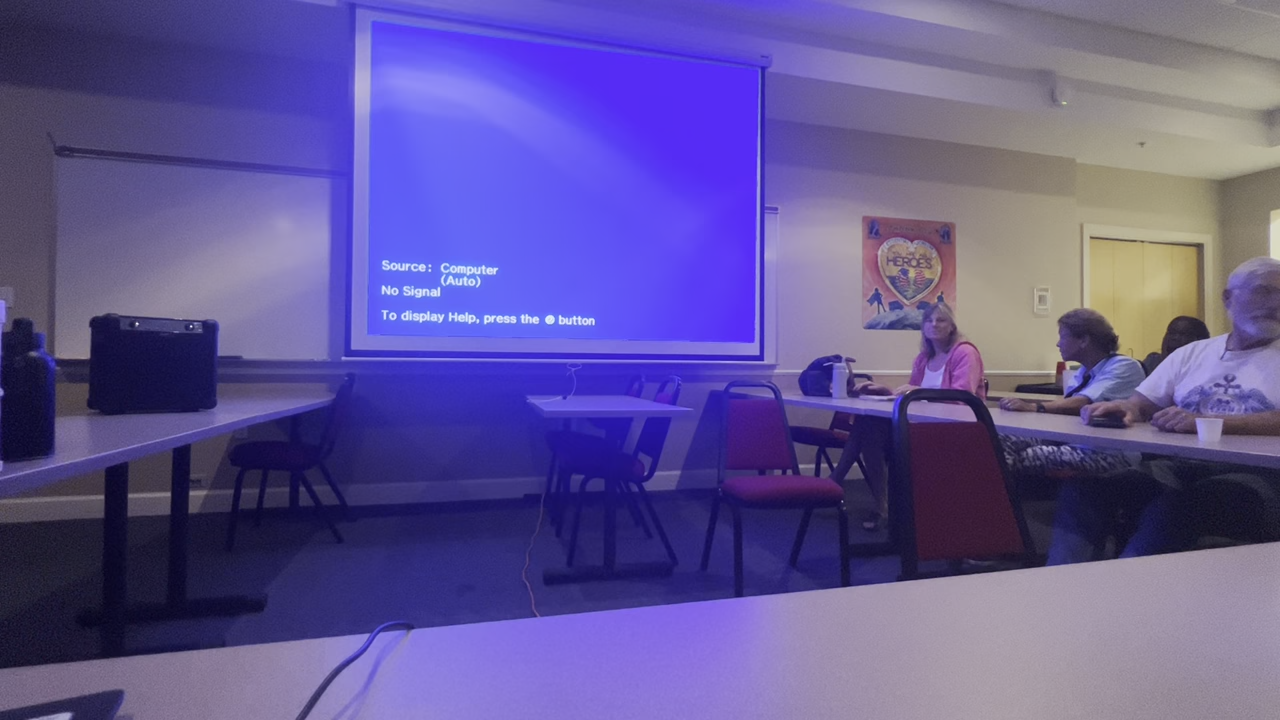 Source: Computer
(Auto)
No Signal
To display Help, press the button
HEROES